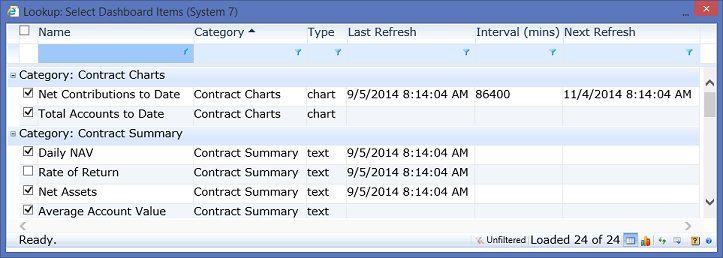 Lookup: Select Dashboard Items (System 7)
Name Category Type Last Refresh Interval (mins) Next Refresh
Category: Contract Charts
Net Contributions to Date Contract Charts chart 9/5/2014 8:14:04 AM 86400 11/4/2014 8:14:04 AM
Total Accounts to Date Contract Charts chart
Category: Contract Summary
Daily NAV Contract Summary text 9/5/2014 8:14:04 AM
Rate of Return Contract Summary text 9/5/2014 8:14:04 AM
Net Assets Contract Summary text 9/5/2014 8:14:04 AM
Average Account Value Contract Summary text
Ready. Unfiltered Loaded 24 of 24